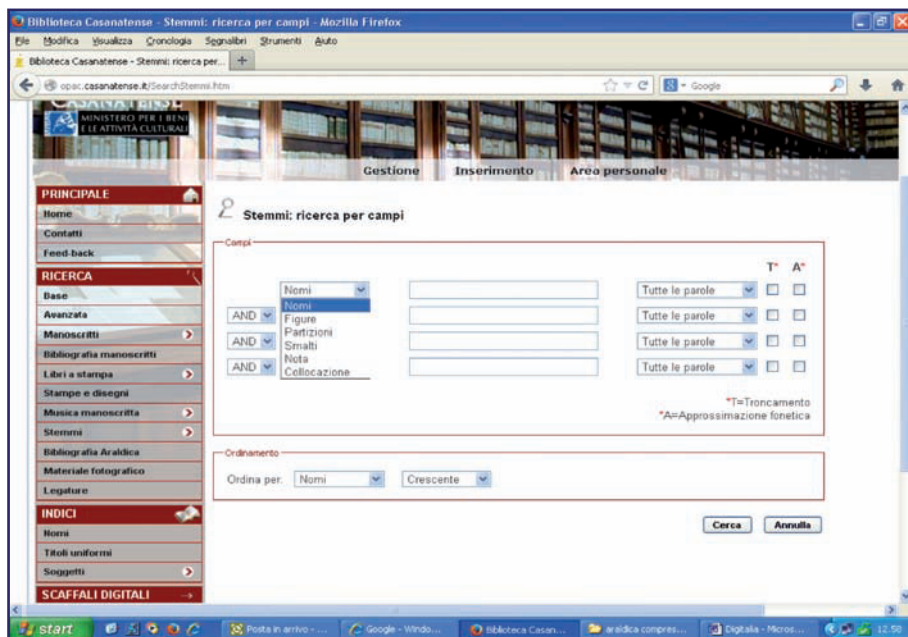 Biblioteca Casanatense - Stemmi: ricerca per campi - Mozilla Firefox
File Modifica Visualizza Cronologia Segnalibri Strumenti Aiuto
Biblioteca Casanatense - Stemmi: ricerca per... +
opac.casanatense.it/SearchStemmi.htm Google
CASANATENSE
MINISTERO PER I BENI
E LE ATTIVITÀ CULTURALI
Gestione Inserimento Area personale
PRINCIPALE
Home
Contatti
Feed-back
RICERCA
Base
Avanzata
Manoscritti
Bibliografia manoscritti
Libri a stampa
Stampe e disegni
Musica manoscritta
Stemmi
Bibliografia Araldica
Materiale fotografico
Legature
INDICI
Nomi
Titoli uniformi
Soggetti
SCAFFALI DIGITALI
Stemmi: ricerca per campi
Campi
T* A*
Nomi Tutte le parole
Nomi
AND Figure Tutte le parole
Partizioni
AND Smalti Tutte le parole
Nota
AND Collocazione Tutte le parole
*T=Troncamento
*A=Approssimazione fonetica
Ordinamento
Ordina per. Nomi Crescente
Cerca Annulla
start Posta in arrivo - ... Google - Windo... Biblioteca Casan... araldica compres... Digitalia - Micros... 12.58